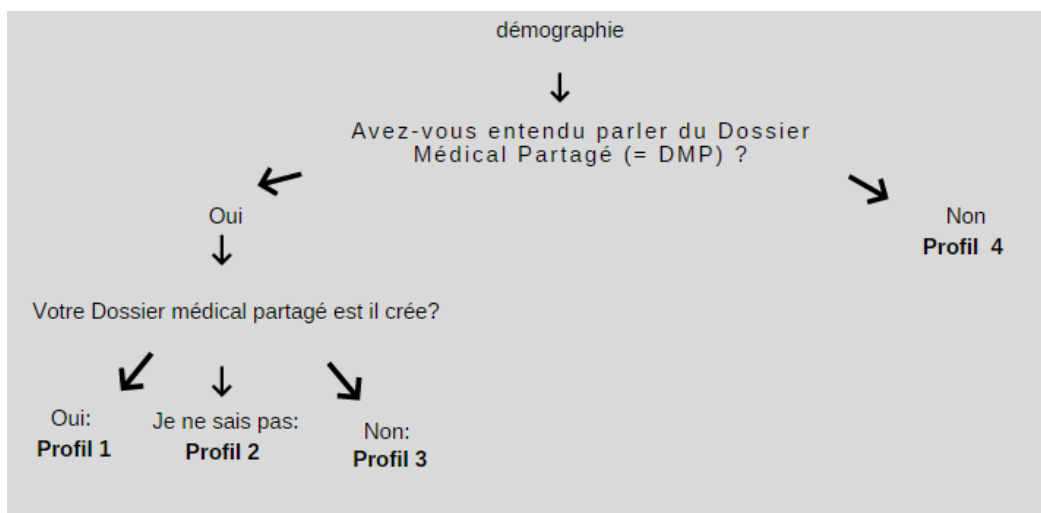 démographie
Avez-vous entendu parler du Dossier
Médical Partagé (= DMP) ?
Oui
Non
Profil 4
Votre Dossier médical partagé est il crée?
Oui:
Profil 1
Je ne sais pas:
Profil 2
Non:
Profil 3